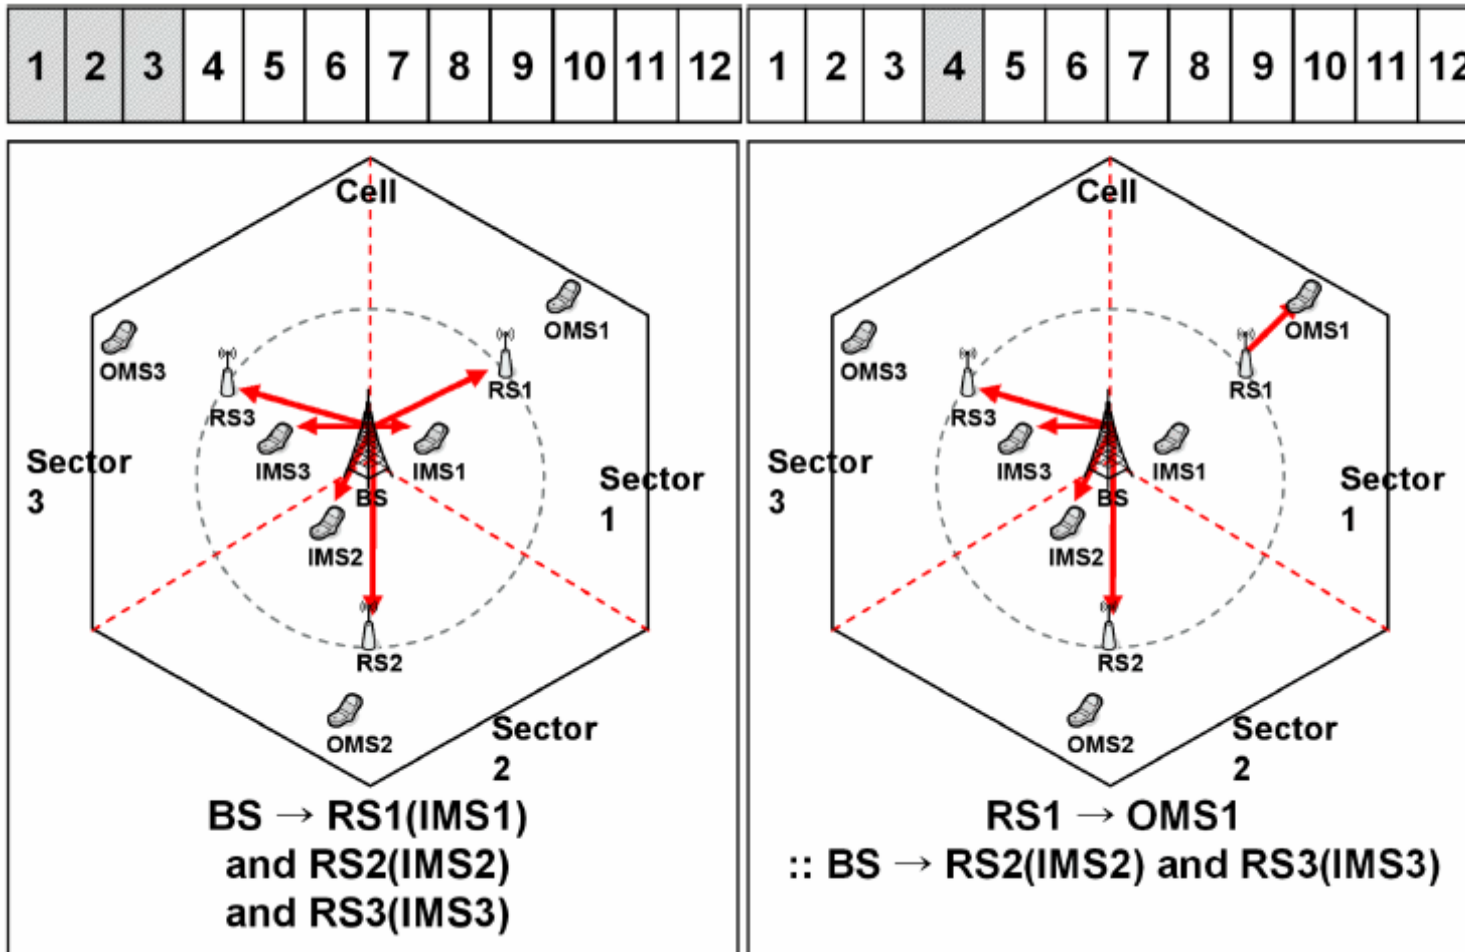 1 2 3 4 5 6 7 8 9 10 11 12
1 2 3 4 5 6 7 8 9 10 11 12
Cell
OMS1
OMS3
RS1
RS3
IMS3
IMS1
Sector
3
BS
Sector
1
IMS2
RS2
OMS2
Sector
2
BS → RS1(IMS1)
and RS2(IMS2)
and RS3(IMS3)
Cell
OMS1
OMS3
RS1
RS3
IMS3
IMS1
Sector
3
BS
Sector
1
IMS2
RS2
OMS2
Sector
2
RS1 → OMS1
:: BS → RS2(IMS2) and RS3(IMS3)